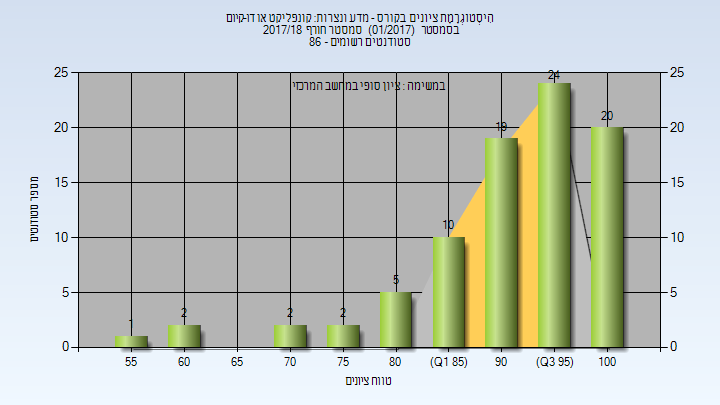 היסטוגרמת ציונים בקורס - מדע ונצרות: קונפליקט או דו-קיום
בסמסטר (01/2017) סמסטר חורף 2017/18
סטודנטים רשומים - 86
במשימה : ציון סופי במחשב המרכזי
מספר סטודנטים
25 25
20 20
15 15
10 10
5 5
0 0
1 2 2 2 5 10 19 24 20
55 60 65 70 75 80 (Q1 85) 90 (Q3 95) 100
טווח ציונים